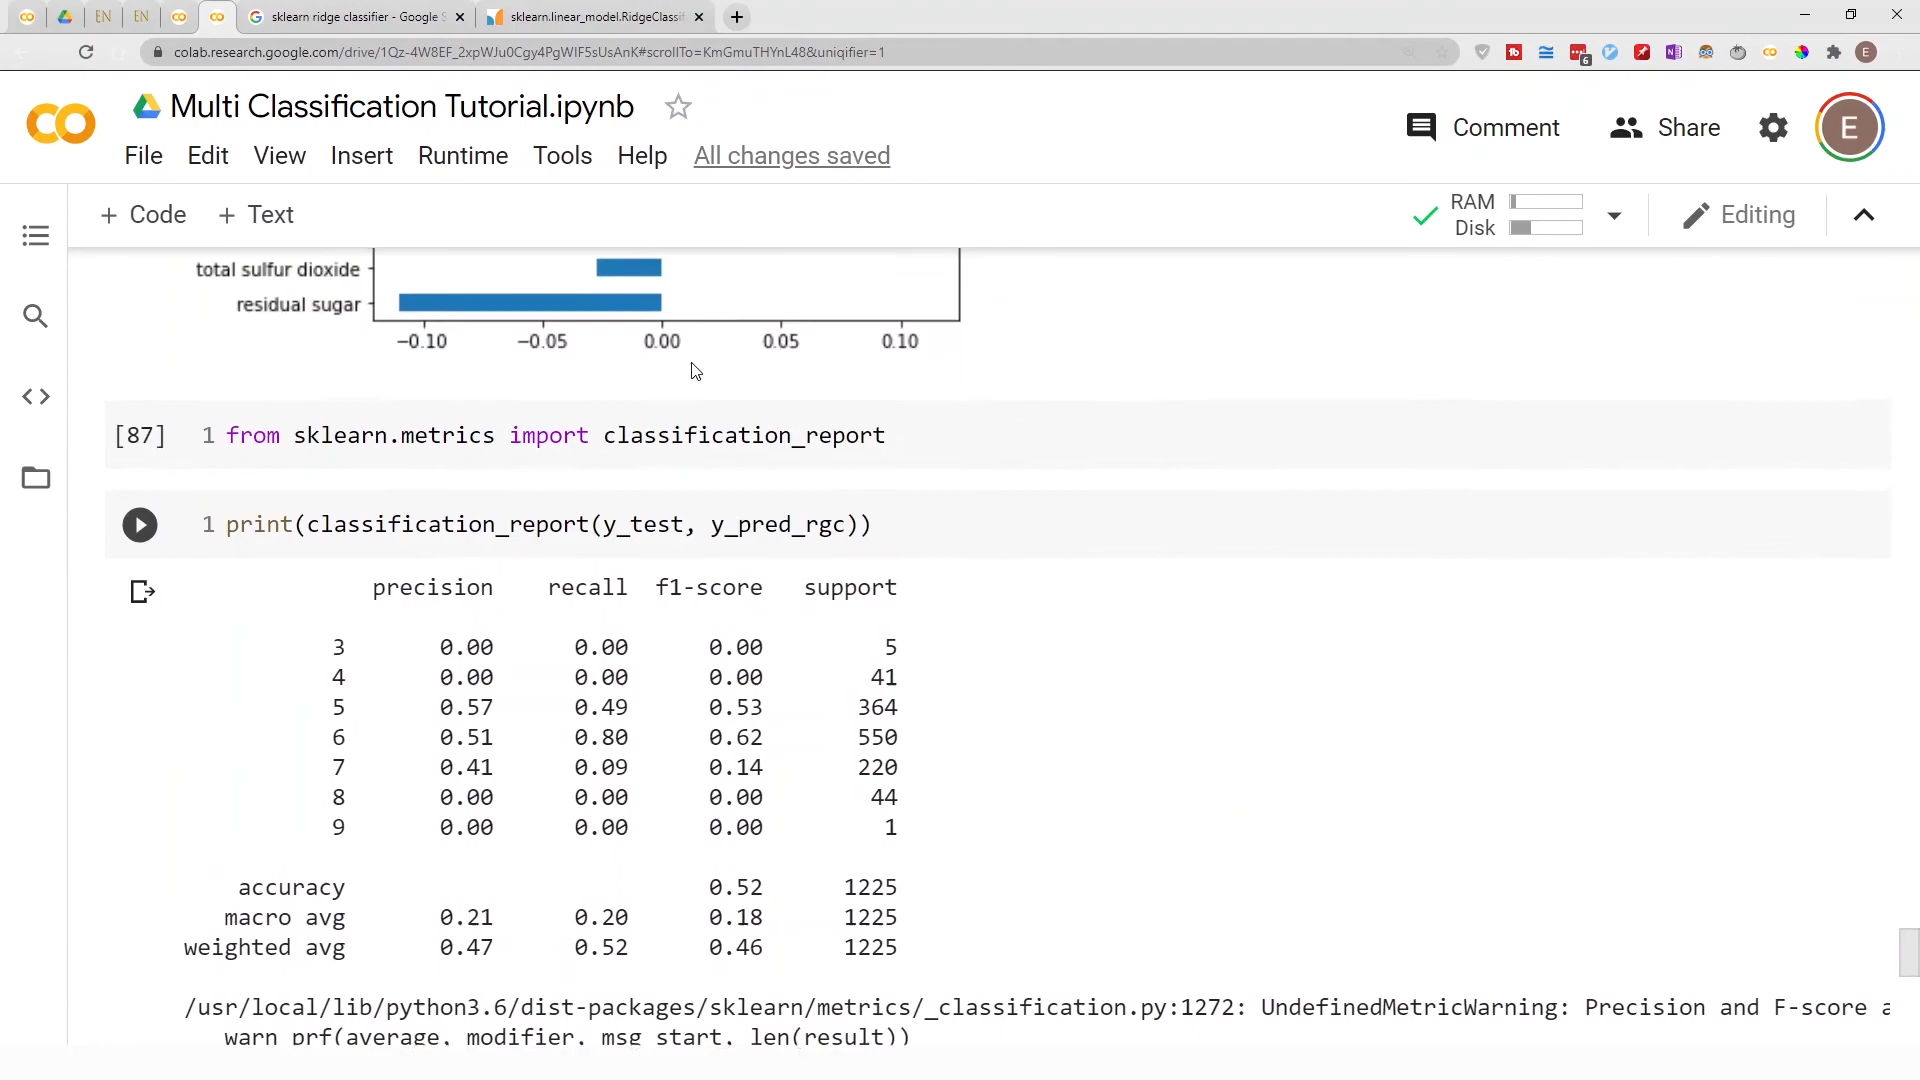 sklearn ridge classifier - Google S
sklearn.linear_model.RidgeClassif
colab.research.google.com/drive/1Qz-4W8EF_2xpWJu0Cgy4PgWIF5sUsAnK#scrollTo=KmGmuTHYnL48&uniqifier=1
Multi Classification Tutorial.ipynb
Comment
Share
E
File Edit View Insert Runtime Tools Help All changes saved
+ Code + Text
RAM
Disk
Editing
total sulfur dioxide
residual sugar
−0.10 −0.05 0.00 0.05 0.10
[87] 1 from sklearn.metrics import classification_report
1 print(classification_report(y_test, y_pred_rgc))
precision recall f1-score support
3 0.00 0.00 0.00 5
4 0.00 0.00 0.00 41
5 0.57 0.49 0.53 364
6 0.51 0.80 0.62 550
7 0.41 0.09 0.14 220
8 0.00 0.00 0.00 44
9 0.00 0.00 0.00 1
accuracy 0.52 1225
macro avg 0.21 0.20 0.18 1225
weighted avg 0.47 0.52 0.46 1225
/usr/local/lib/python3.6/dist-packages/sklearn/metrics/_classification.py:1272: UndefinedMetricWarning: Precision and F-score a
_warn_prf(average, modifier, msg_start, len(result))